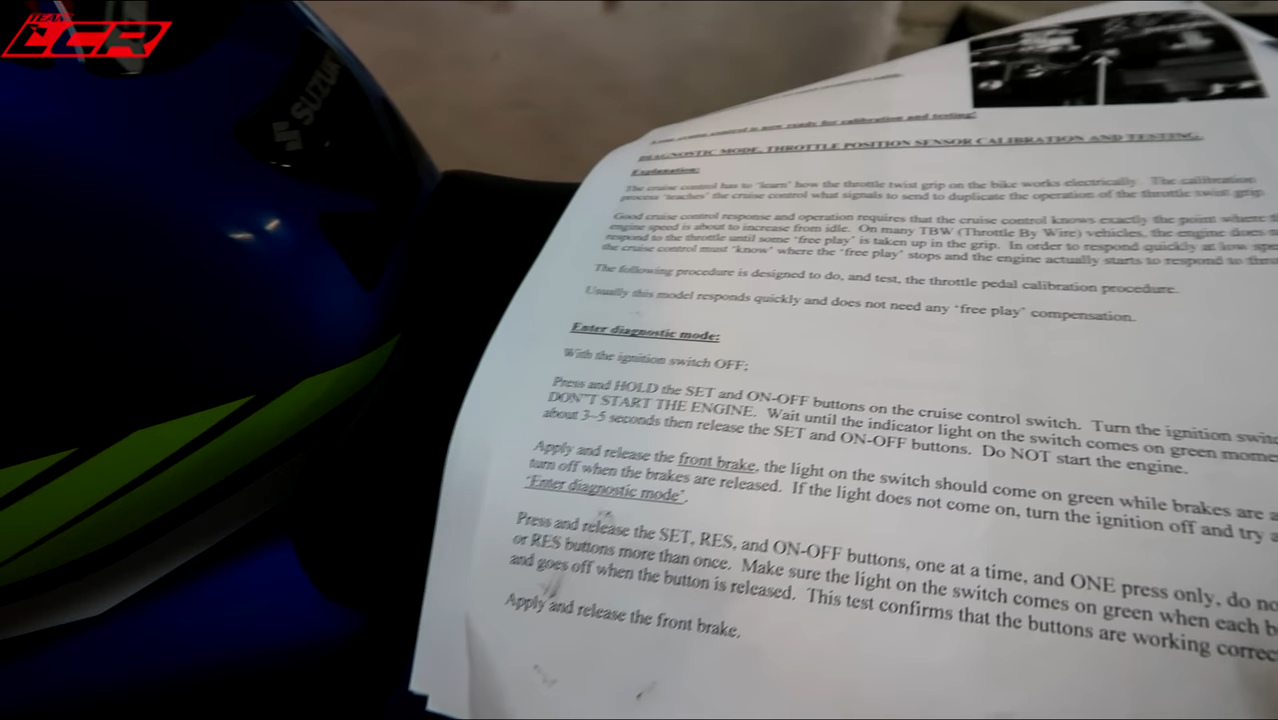 TEAM
LCR
SUZUKI
Your cruise control is now ready for calibration and testing.
DIAGNOSTIC MODE, THROTTLE POSITION SENSOR CALIBRATION AND TESTING.
Explanation:
The cruise control has to "learn" how the throttle twist grip on the bike works electrically. The calibration
process "teaches" the cruise control what signals to send to duplicate the operation of the throttle twist grip.
Good cruise control response and operation requires that the cruise control knows exactly the point where
engine speed is about to increase from idle. On many TBW (Throttle By Wire) vehicles, the engine does
respond to the throttle until some "free play" is taken up in the grip. In order to respond quickly at low
the cruise control must "know" where the "free play" stops and the engine actually starts to respond to
The following procedure is designed to do, and test, the throttle pedal calibration procedure.
Usually this model responds quickly and does not need any "free play" compensation.
Enter diagnostic mode:
With the ignition switch OFF;
Press and HOLD the SET and ON-OFF buttons on the cruise control switch. Turn the ignition
DON"T START THE ENGINE. Wait until the indicator light on the switch comes on green
about 3–5 seconds then release the SET and ON-OFF buttons. Do NOT start the engine.
Apply and release the front brake, the light on the switch should come on green while brakes are
turn off when the brakes are released. If the light does not come on, turn the ignition off and try
"Enter diagnostic mode".
Press and release the SET, RES, and ON-OFF buttons, one at a time, and ONE press only, do
or RES buttons more than once. Make sure the light on the switch comes on green when each
and goes off when the button is released. This test confirms that the buttons are working
Apply and release the front brake.